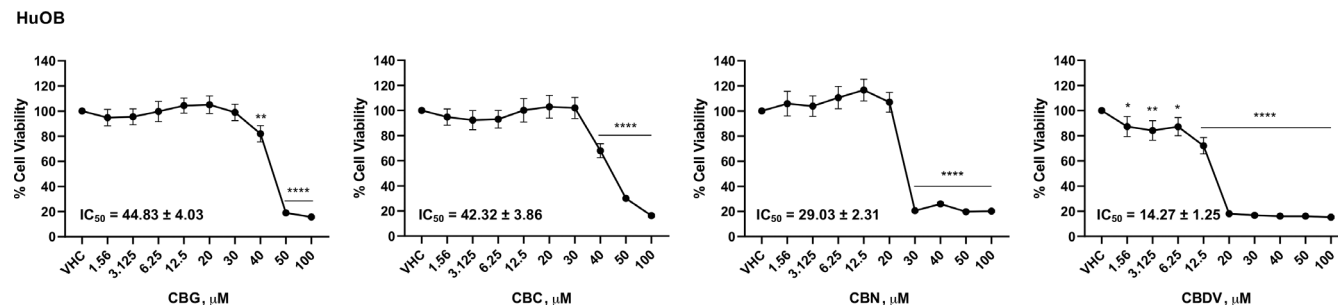 HuOB
% Cell Viability
140
120
100
80
60
40
20
0
**
****
IC50 = 44.83 ± 4.03
VHC 1.56 3.125 6.25 12.5 20 30 40 50 100
CBG, μM
% Cell Viability
140
120
100
80
60
40
20
0
****
IC50 = 42.32 ± 3.86
VHC 1.56 3.125 6.25 12.5 20 30 40 50 100
CBC, μM
% Cell Viability
140
120
100
80
60
40
20
0
****
IC50 = 29.03 ± 2.31
VHC 1.56 3.125 6.25 12.5 20 30 40 50 100
CBN, μM
% Cell Viability
140
120
100
80
60
40
20
0
* ** *
****
IC50 = 14.27 ± 1.25
VHC 1.56 3.125 6.25 12.5 20 30 40 50 100
CBDV, μM